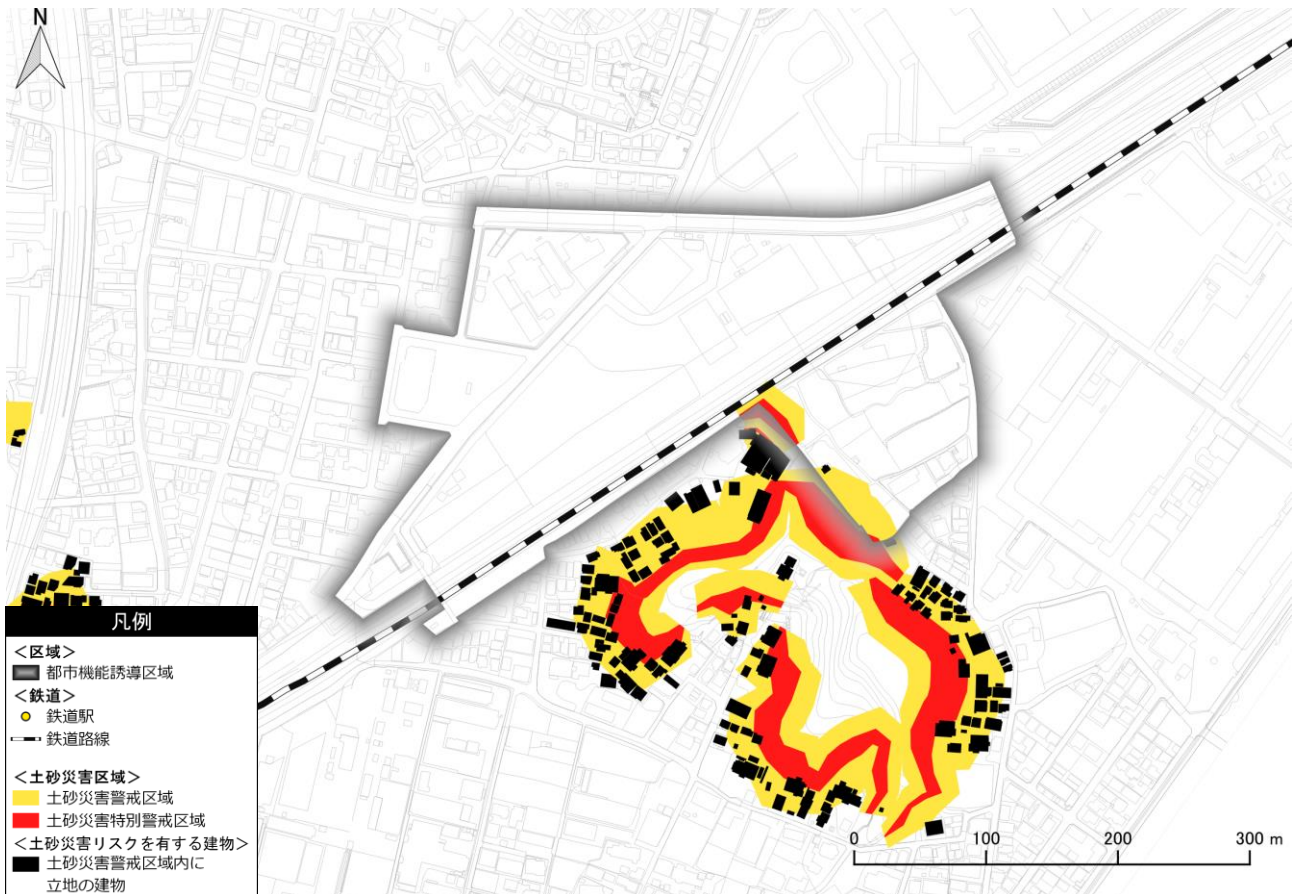 N
凡例
<区域>
都市機能誘導区域
<鉄道>
鉄道駅
鉄道路線
<土砂災害区域>
土砂災害警戒区域
土砂災害特別警戒区域
<土砂災害リスクを有する建物>
土砂災害警戒区域内に
立地の建物
0 100 200 300 m